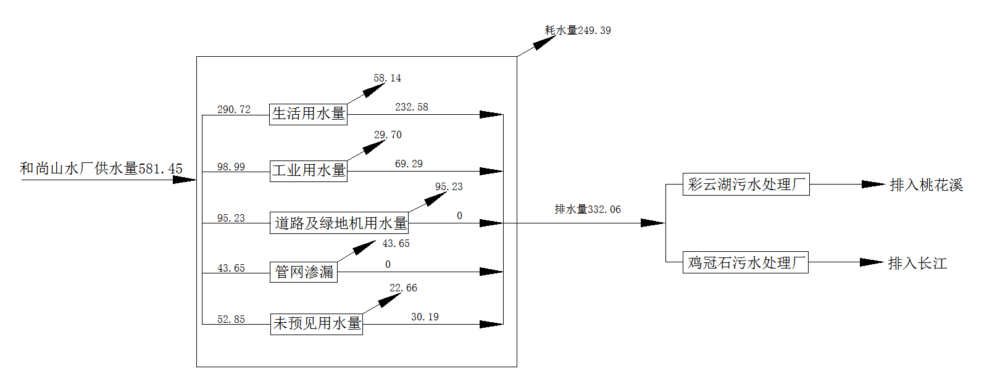 耗水量249.39
58.14
290.72
生活用水量
232.58
29.70
98.99
工业用水量
69.29
和尚山水厂供水量581.45
95.23
95.23
道路及绿地机用水量
0
43.65
43.65
管网渗漏
0
22.66
52.85
未预见用水量
30.19
排水量332.06
彩云湖污水处理厂
排入桃花溪
鸡冠石污水处理厂
排入长江